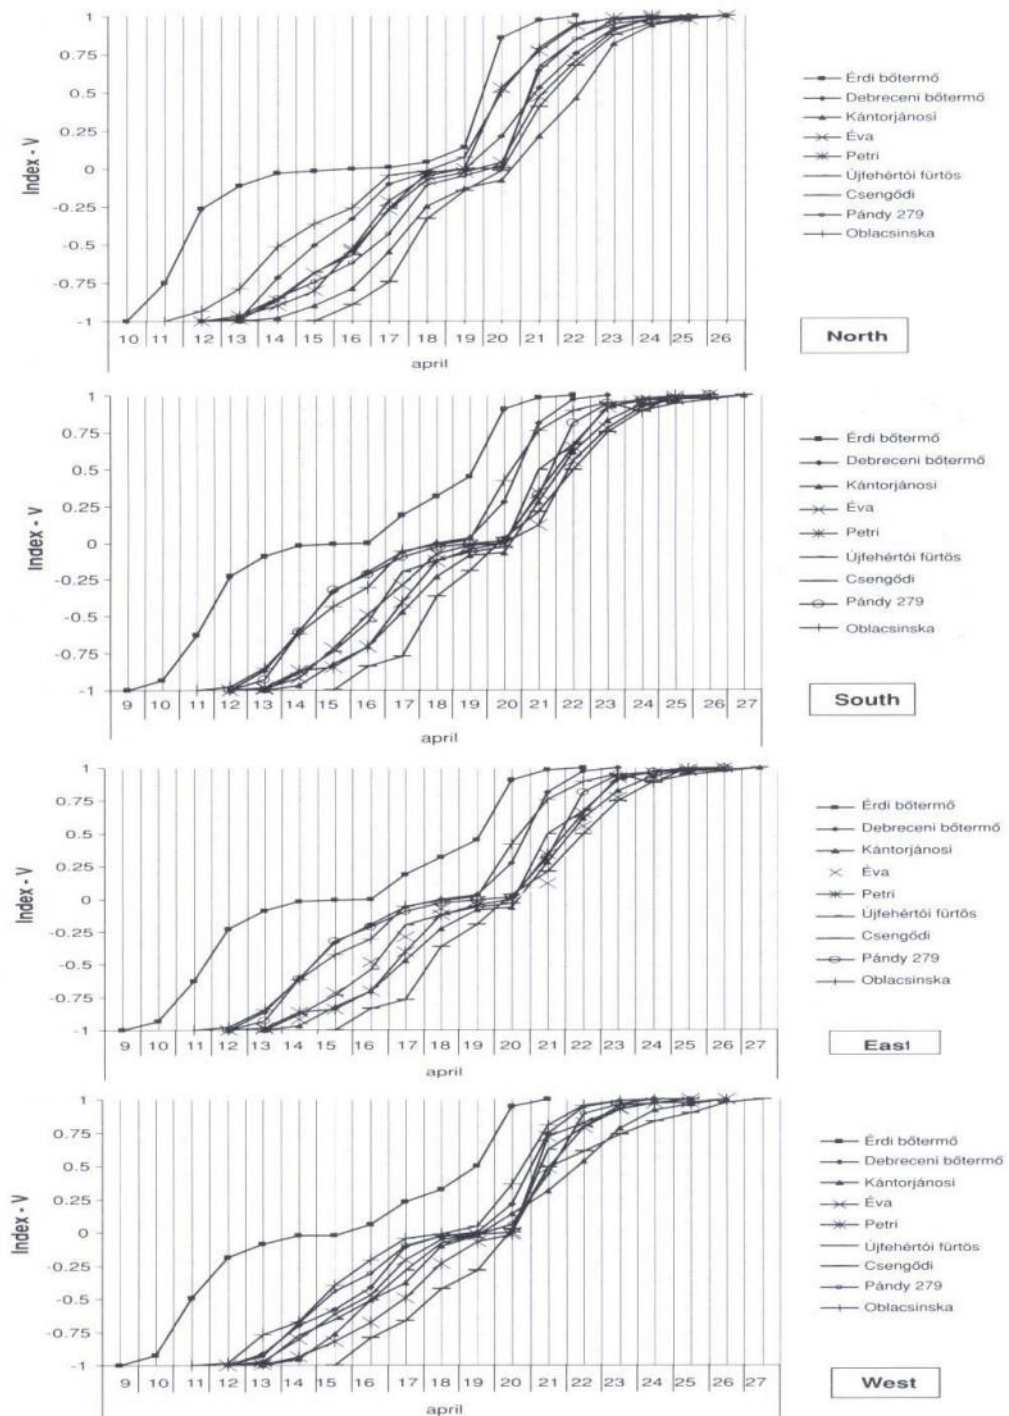 1
0.75
0.5
0.25
0
-0.25
-0.5
-0.75
-1
Index - V
10 11 12 13 14 15 16 17 18 19 20 21 22 23 24 25 26
april
Érdi bőtermő
Debreceni bőtermő
Kántorjánosi
Éva
Petri
Újfehértói fürtös
Csengődi
Pándy 279
Oblacsinska
North
1
0.75
0.5
0.25
0
-0.25
-0.5
-0.75
-1
Index - V
9 10 11 12 13 14 15 16 17 18 19 20 21 22 23 24 25 26 27
april
Érdi bőtermő
Debreceni bőtermő
Kántorjánosi
Éva
Petri
Újfehértói fürtös
Csengődi
Pándy 279
Oblacsinska
South
1
0.75
0.5
0.25
0
-0.25
-0.5
-0.75
-1
Index - V
9 10 11 12 13 14 15 16 17 18 19 20 21 22 23 24 25 26 27
april
Érdi bőtermő
Debreceni bőtermő
Kántorjánosi
Éva
Petri
Újfehértói fürtös
Csengődi
Pándy 279
Oblacsinska
East
1
0.75
0.5
0.25
0
-0.25
-0.5
-0.75
-1
Index - V
9 10 11 12 13 14 15 16 17 18 19 20 21 22 23 24 25 26 27
april
Érdi bőtermő
Debreceni bőtermő
Kántorjánosi
Éva
Petri
Újfehértói fürtös
Csengődi
Pándy 279
Oblacsinska
West